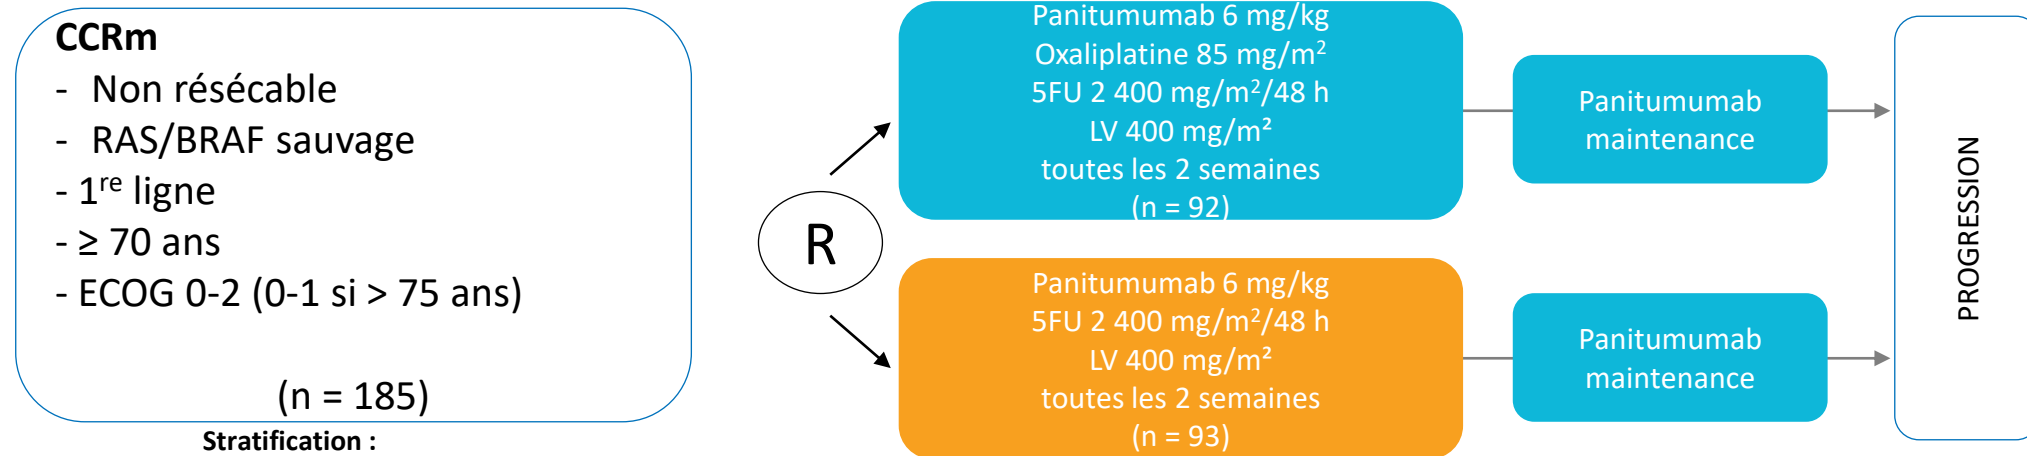 CCRm
- Non résécable
- RAS/BRAF sauvage
- 1re ligne
- ≥ 70 ans
- ECOG 0-2 (0-1 si > 75 ans)
(n = 185)
Stratification :
R
Panitumumab 6 mg/kg
Oxaliplatine 85 mg/m2
5FU 2 400 mg/m2/48 h
LV 400 mg/m²
toutes les 2 semaines
(n = 92)
Panitumumab
maintenance
Panitumumab 6 mg/kg
5FU 2 400 mg/m2/48 h
LV 400 mg/m²
toutes les 2 semaines
(n = 93)
Panitumumab
maintenance
PROGRESSION